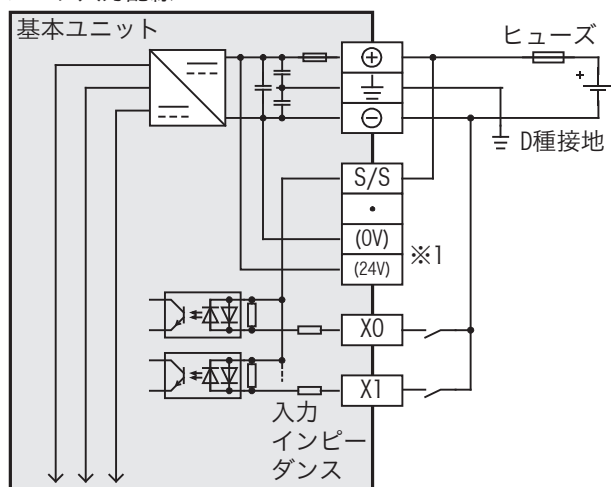 基本ユニット
ヒューズ
+
D種接地
S/S
•
(0V)
(24V)
※1
X0
X1
入力
インピー
ダンス